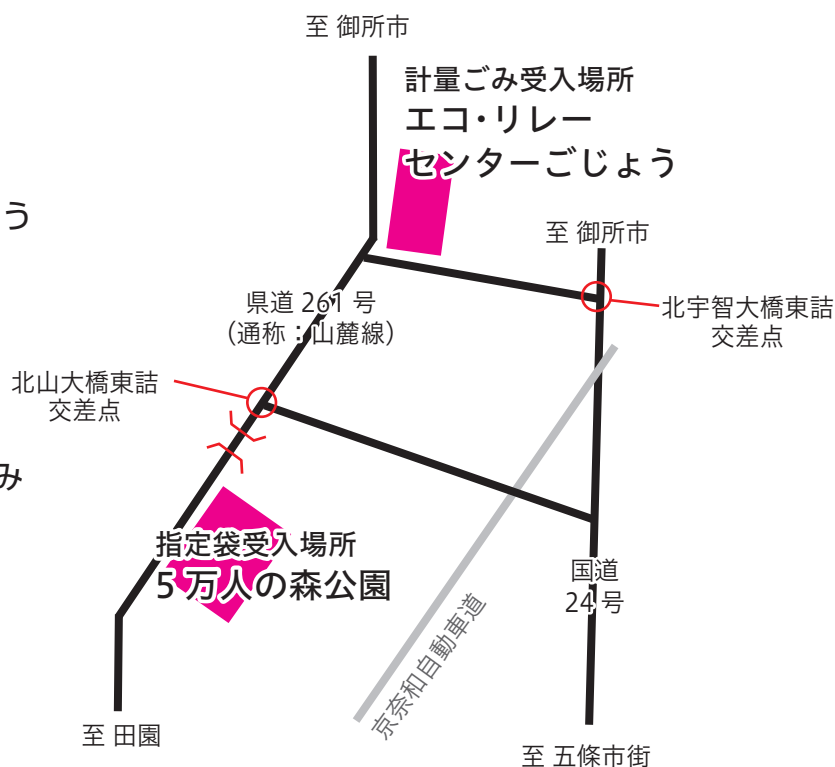 至 御所市
計量ごみ受入場所
エコ・リレー
センターごじょう
う
至 御所市
県道 261 号
（通称：山麓線）
北宇智大橋東詰
交差点
北山大橋東詰
交差点
み
指定袋受入場所
５万人の森公園
国道
24 号
京奈和自動車道
至 田園
至 五條市街